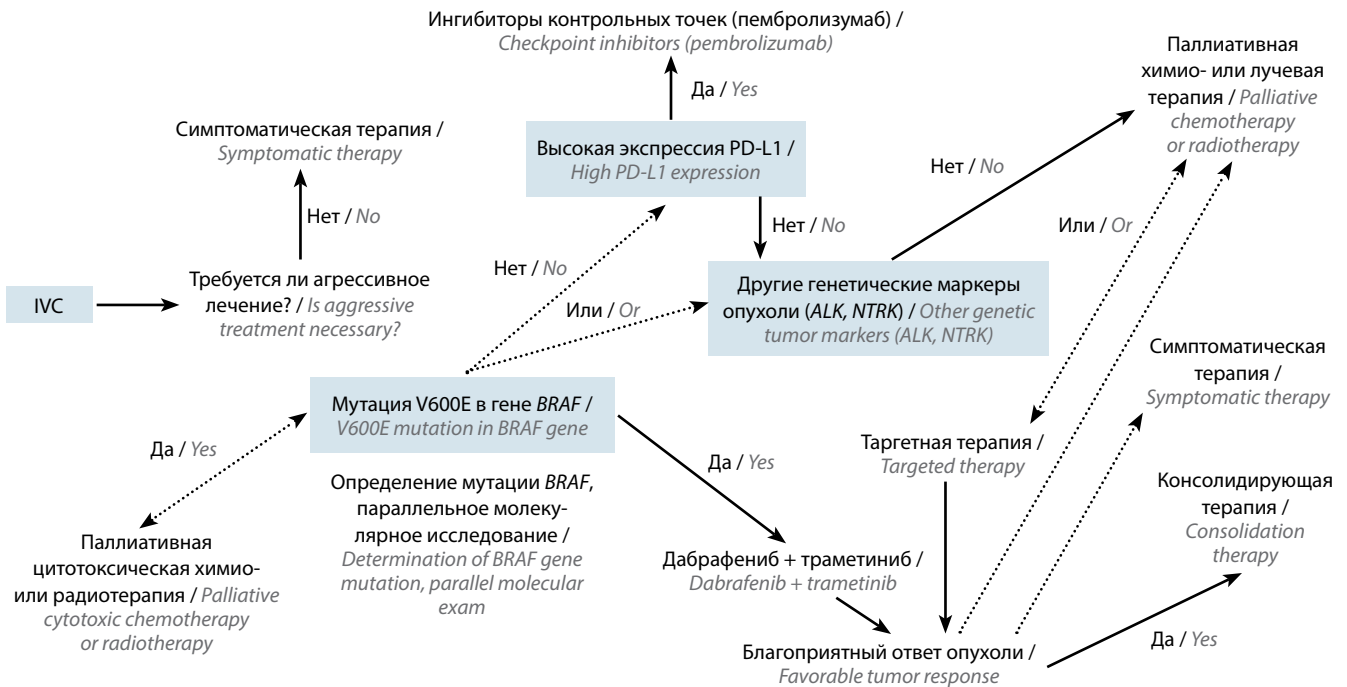 Ингибиторы контрольных точек (пембролизумаб) /
Checkpoint inhibitors (pembrolizumab)
Да / Yes
Паллиативная
химио- или лучевая
терапия / Palliative
chemotherapy
or radiotherapy
Симптоматическая терапия /
Symptomatic therapy
Высокая экспрессия PD-L1 /
High PD-L1 expression
Нет / No
Нет / No
Нет / No
Или / Or
IVC
Требуется ли агрессивное
лечение? / Is aggressive
treatment necessary?
Нет / No
Или / Or
Другие генетические маркеры
опухоли (ALK, NTRK) / Other genetic
tumor markers (ALK, NTRK)
Симптоматическая
терапия /
Symptomatic therapy
Мутация V600E в гене BRAF /
V600E mutation in BRAF gene
Да / Yes
Да / Yes
Таргетная терапия /
Targeted therapy
Определение мутации BRAF,
параллельное молеку-
лярное исследование /
Determination of BRAF gene
mutation, parallel molecular
exam
Консолидирующая
терапия /
Consolidation
therapy
Паллиативная
цитотоксическая химио-
или радиотерапия / Palliative
cytotoxic chemotherapy
or radiotherapy
Дабрафениб + траметиниб /
Dabrafenib + trametinib
Да / Yes
Благоприятный ответ опухоли /
Favorable tumor response